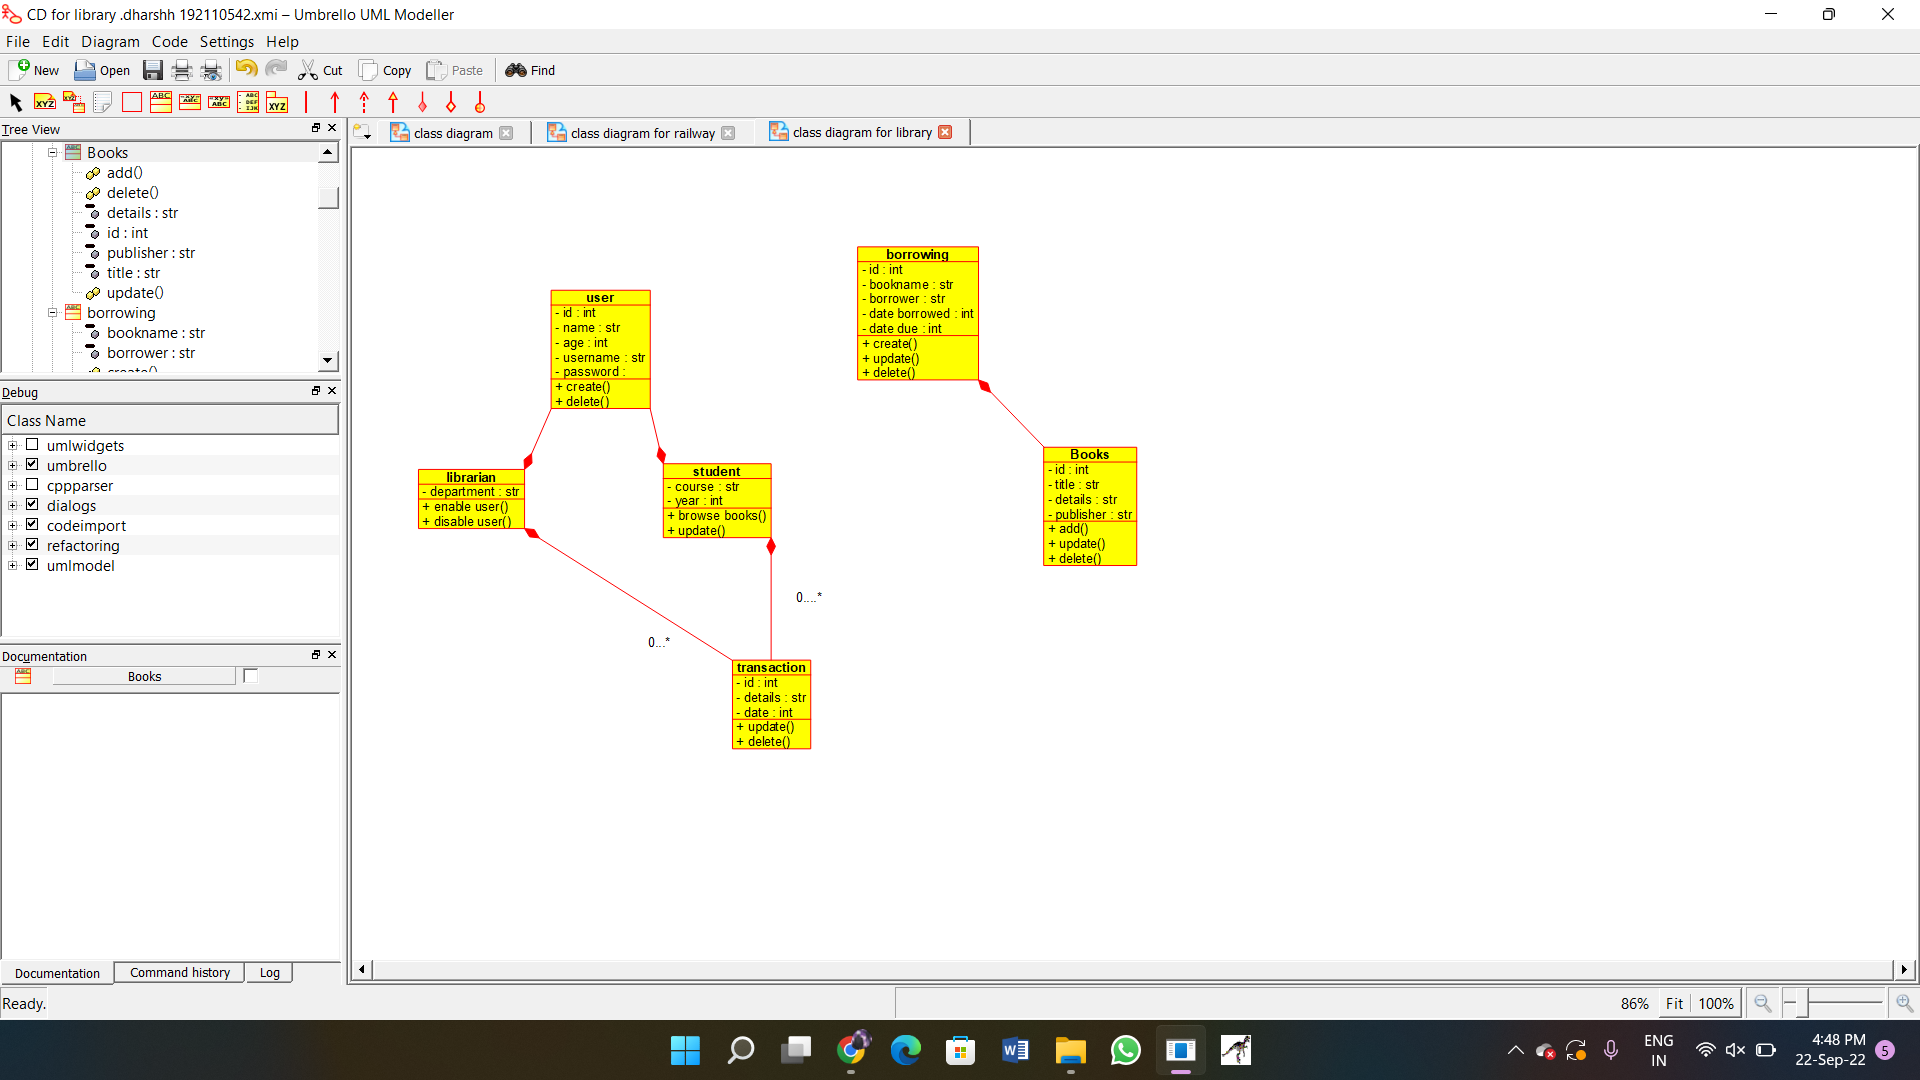 CD for library .dharshh 192110542.xmi – Umbrello UML Modeller
File Edit Diagram Code Settings Help
New Open Cut Copy Paste Find
Tree View
class diagram
class diagram for railway
class diagram for library
Books
add()
delete()
details : str
id : int
publisher : str
title : str
update()
borrowing
bookname : str
borrower : str
create()
Debug
Class Name
umlwidgets
umbrello
cppparser
dialogs
codeimport
refactoring
umlmodel
Documentation
Books
Documentation Command history Log
Ready.
user
- id : int
- name : str
- age : int
- username : str
- password :
+ create()
+ delete()
borrowing
- id : int
- bookname : str
- borrower : str
- date borrowed : int
- date due : int
+ create()
+ update()
+ delete()
librarian
- department : str
+ enable user()
+ disable user()
student
- course : str
- year : int
+ browse books()
+ update()
Books
- id : int
- title : str
- details : str
- publisher : str
+ add()
+ update()
+ delete()
0....*
0...*
transaction
- id : int
- details : str
- date : int
+ update()
+ delete()
86% Fit 100%
ENG
IN
4:48 PM
22-Sep-22
5